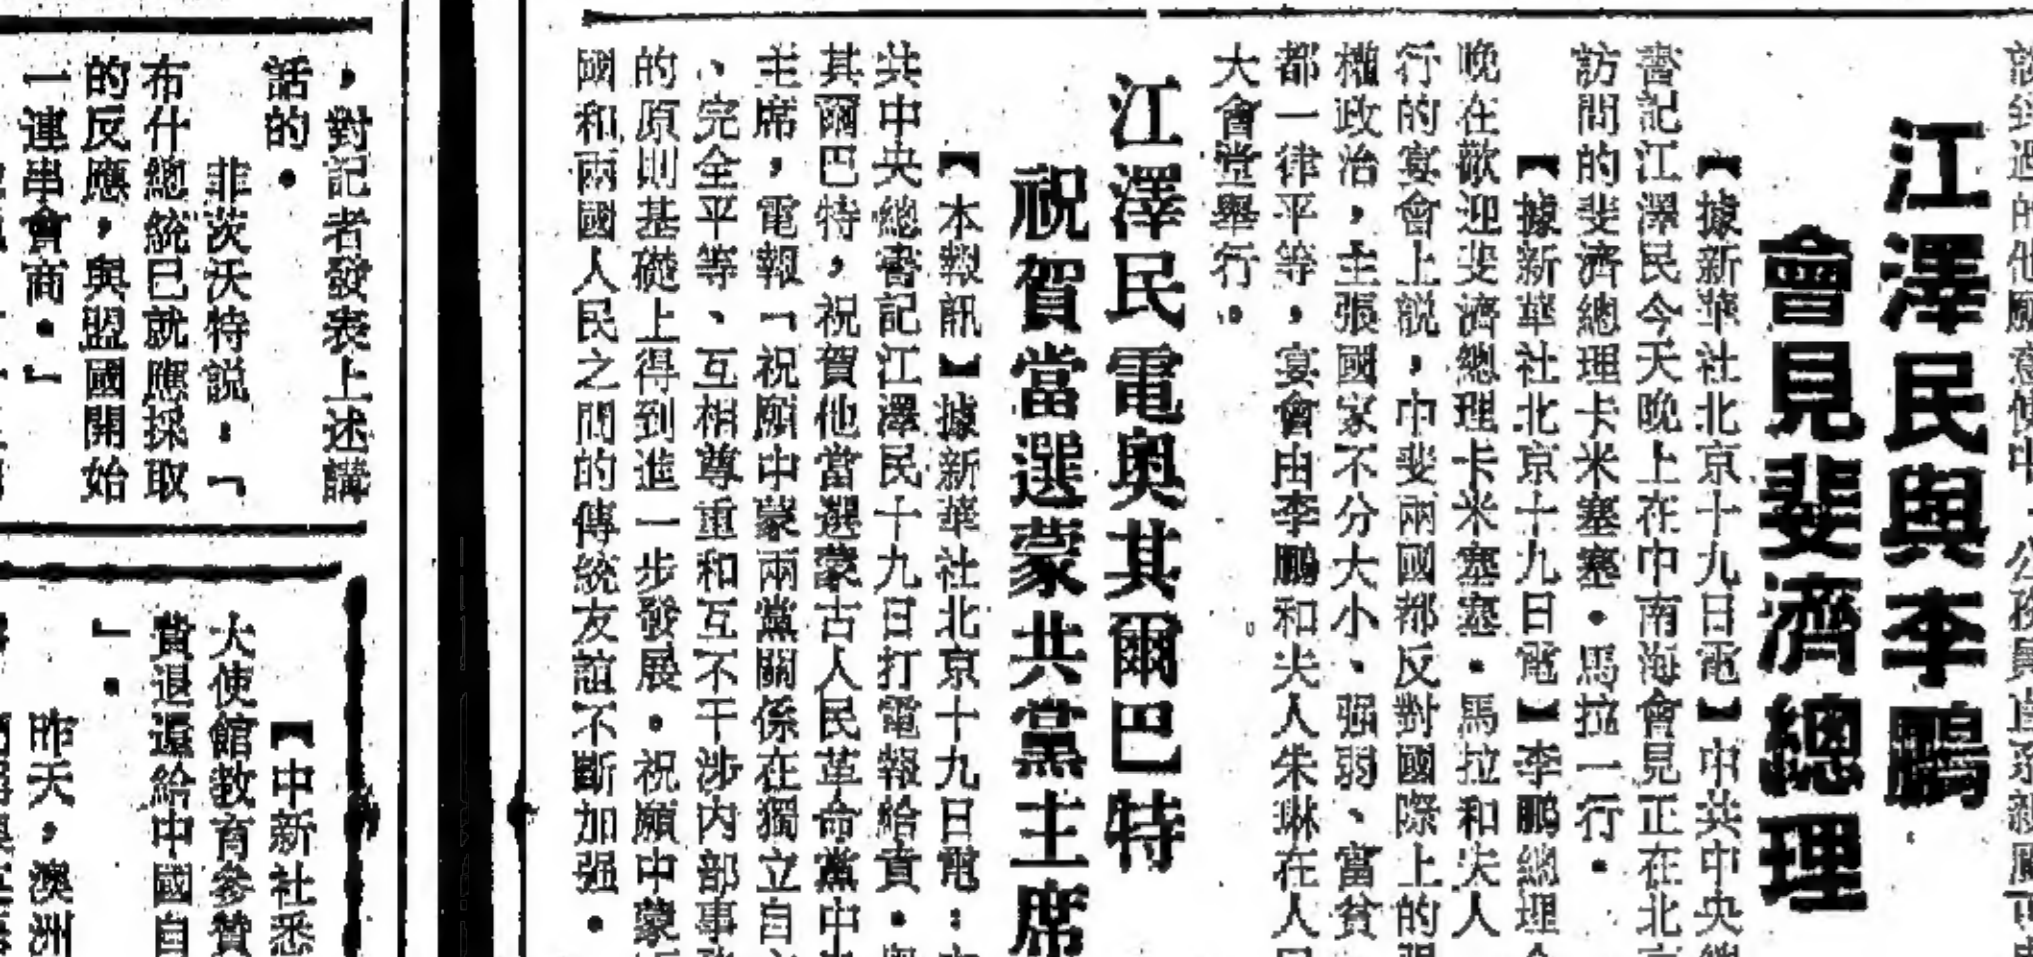 江澤民與李鵬
會見斐濟總理
【據新華社北京十九日電】中共中央總
書記江澤民今天晚上在中南海會見正在北京
訪問的斐濟總理卡米塞塞・馬拉一行。
【據新華社北京十九日電】李鵬總理今
晚在歡迎斐濟總理卡米塞塞・馬拉和夫人
行的宴會上説，中斐兩國都反對國際上的强
權政治，主張國家不分大小、强弱、富貧
都一律平等，宴會由李鵬和夫人朱琳在人民
大會堂舉行。
江澤民電奥其爾巴特
祝賀當選蒙共黨主席
【本報訊】據新華社北京十九日電：中
共中央總書記江澤民十九日打電報給貢・奥
其爾巴特，祝賀他當選蒙古人民革命黨中央
主席，電報「祝願中蒙兩黨關係在獨立自主
、完全平等、互相尊重和互不干涉内部事務
的原則基礎上得到進一步發展。祝願中蒙兩
國和兩國人民之間的傳統友誼不斷加强。
，對記者發表上述講
話的。
菲茨沃特説：「
布什總統已就應採取
的反應，與盟國開始
一連串會商。」
【中新社悉
大使館教育參贊
貲退還給中國自
」。
昨天，澳洲